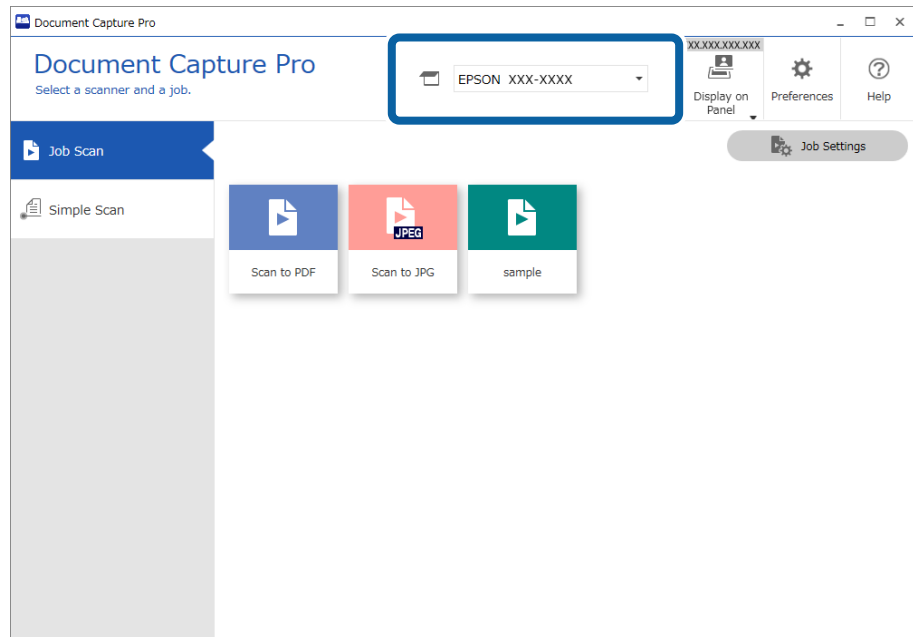 Document Capture Pro
Document Capture Pro
Select a scanner and a job.
EPSON XXX-XXXX
XX.XXX.XXX.XXX
Display on
Panel
Preferences
Help
Job Scan
Job Settings
Simple Scan
JPEG
Scan to PDF
Scan to JPG
sample